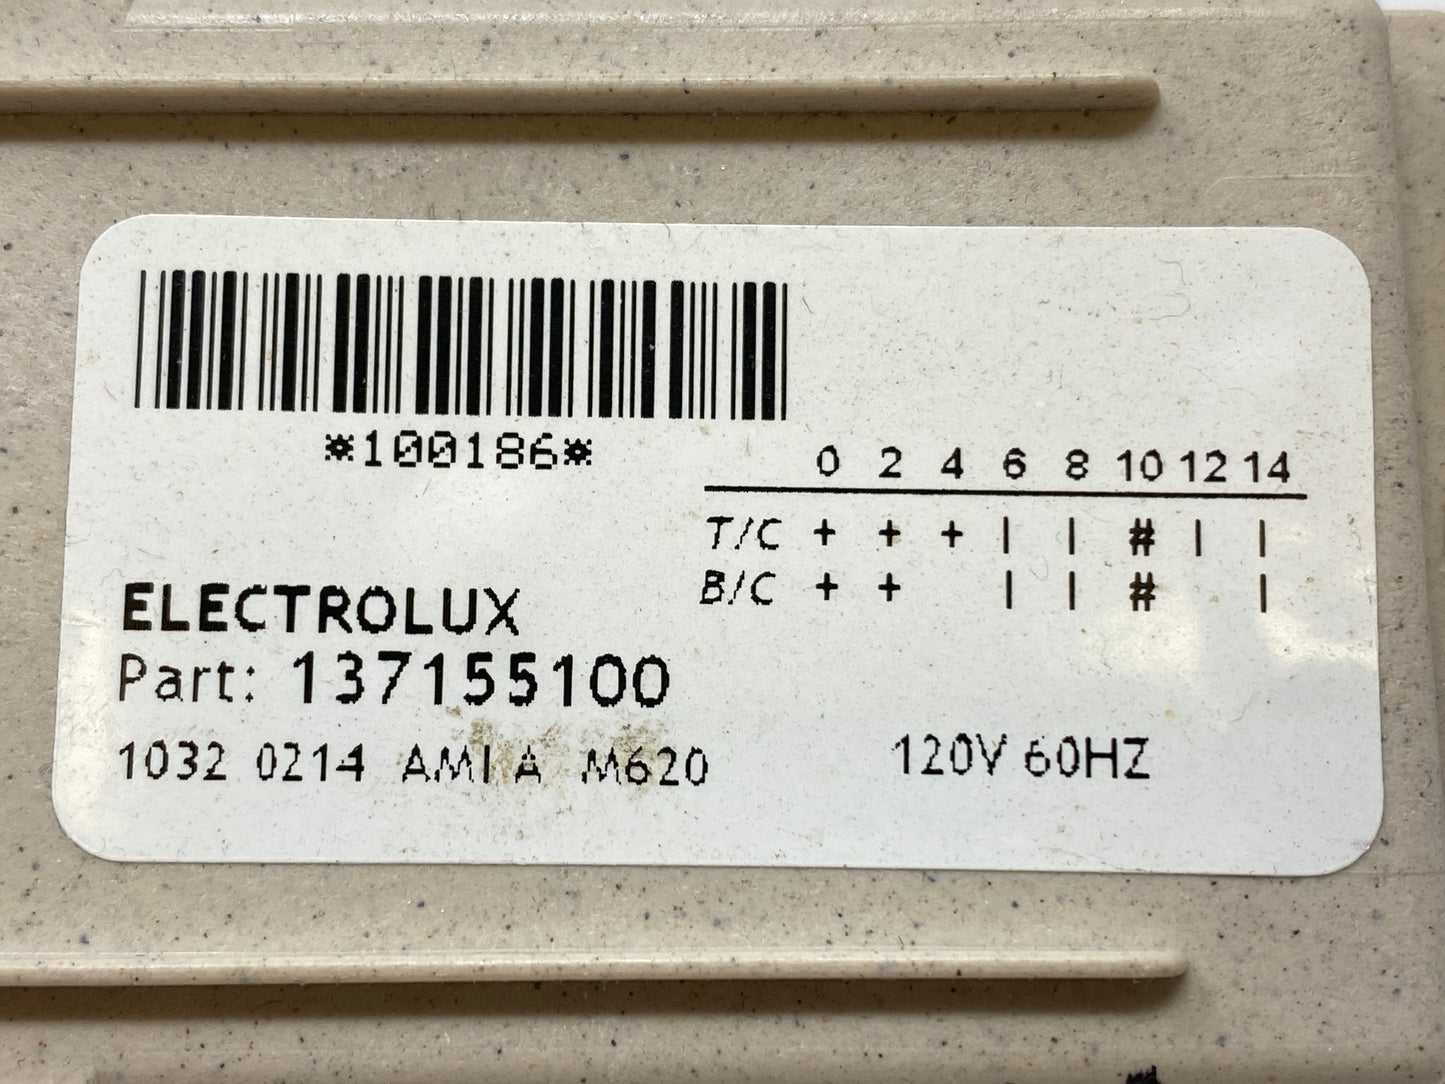 *100186*
0 2 4 6 8 10 12 14
T/C + + + | | # | |
B/C + + | | # |
ELECTROLUX
Part: 137155100
1032 0214 AMI A M620
120V 60HZ